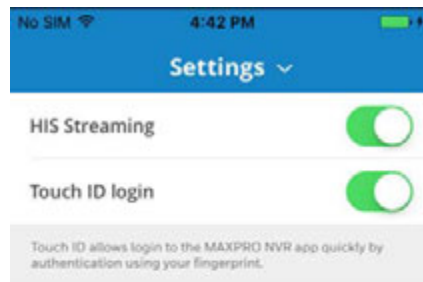 No SIM 4:42 PM
Settings
HIS Streaming
Touch ID login
Touch ID allows login to the MAXPRO NVR app quickly by
authentication using your fingerprint.